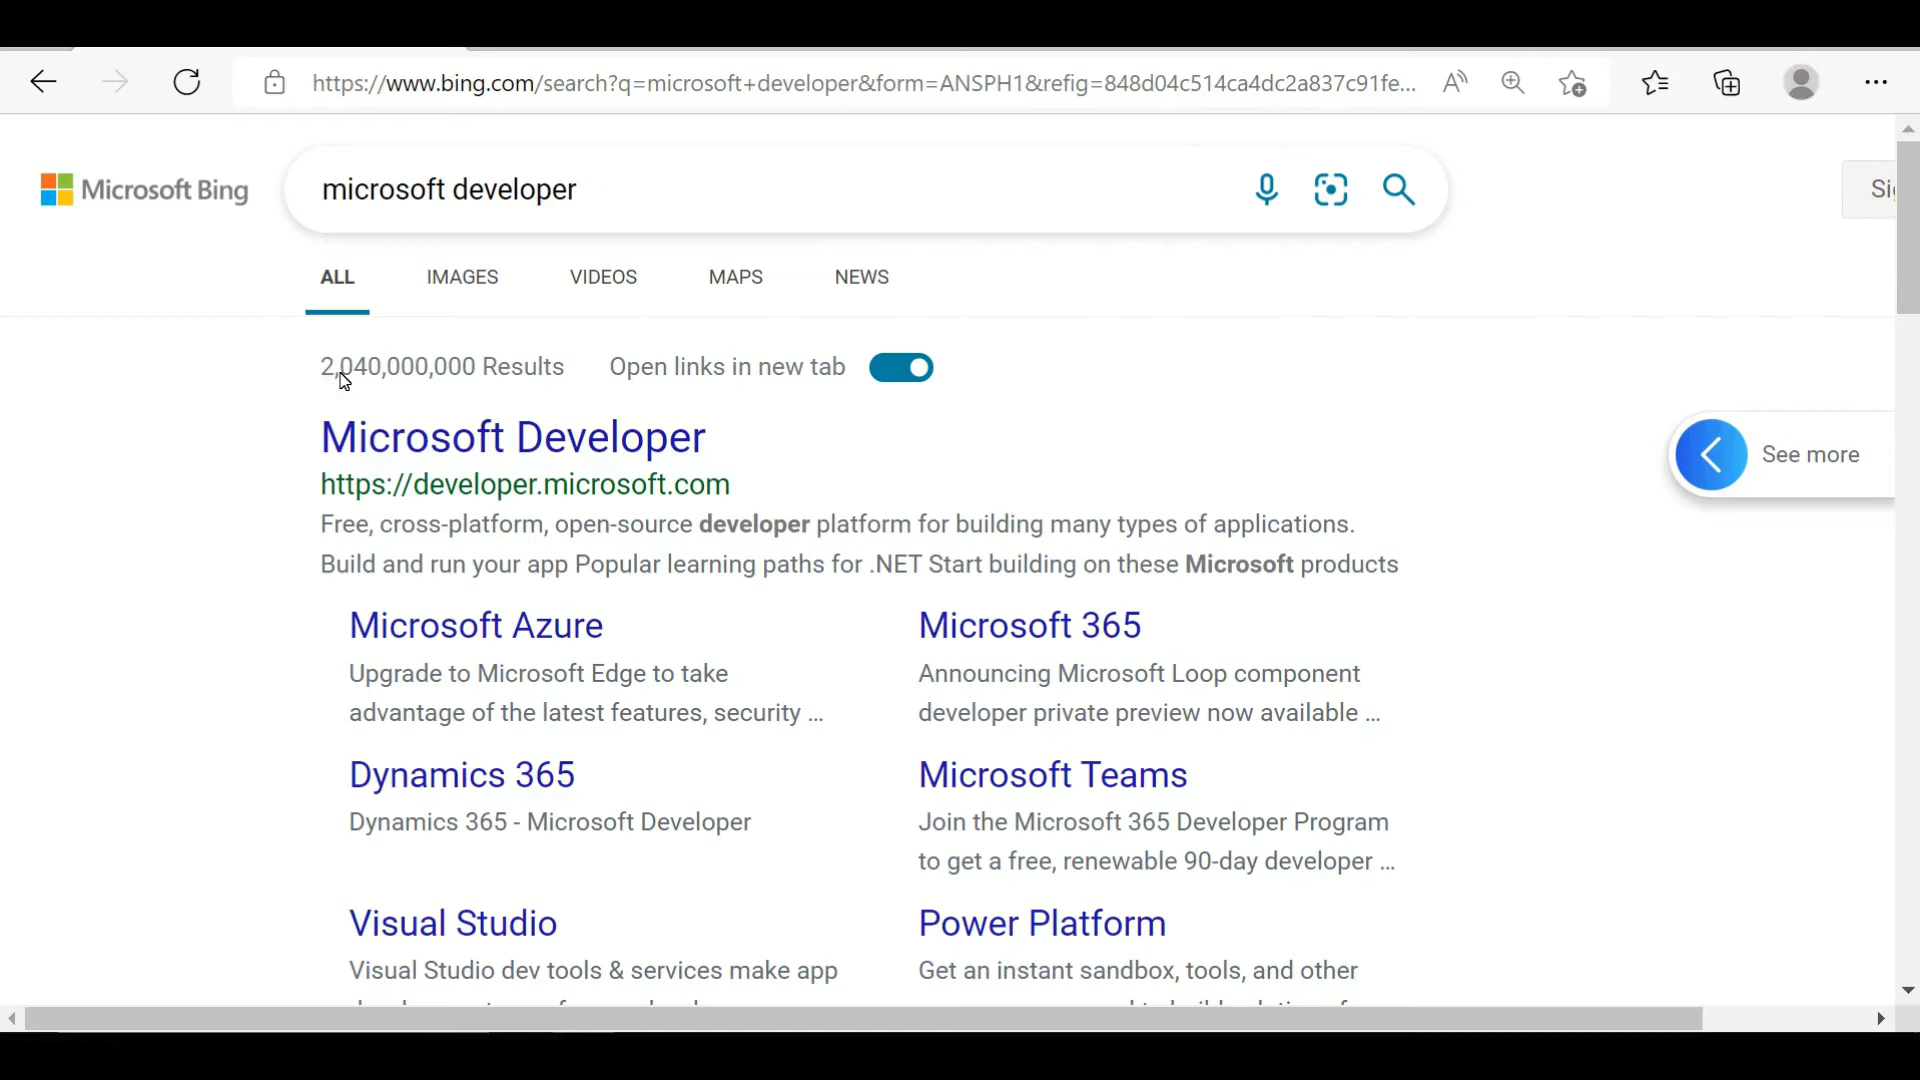 https://www.bing.com/search?q=microsoft+developer&form=ANSPH1&refig=848d04c514ca4dc2a837c91fe...
Microsoft Bing
microsoft developer
ALL IMAGES VIDEOS MAPS NEWS
2,040,000,000 Results Open links in new tab
Microsoft Developer
https://developer.microsoft.com
Free, cross-platform, open-source developer platform for building many types of applications.
Build and run your app Popular learning paths for .NET Start building on these Microsoft products
See more
Microsoft Azure
Upgrade to Microsoft Edge to take
advantage of the latest features, security ...
Microsoft 365
Announcing Microsoft Loop component
developer private preview now available ...
Dynamics 365
Dynamics 365 - Microsoft Developer
Microsoft Teams
Join the Microsoft 365 Developer Program
to get a free, renewable 90-day developer ...
Visual Studio
Visual Studio dev tools & services make app
Power Platform
Get an instant sandbox, tools, and other